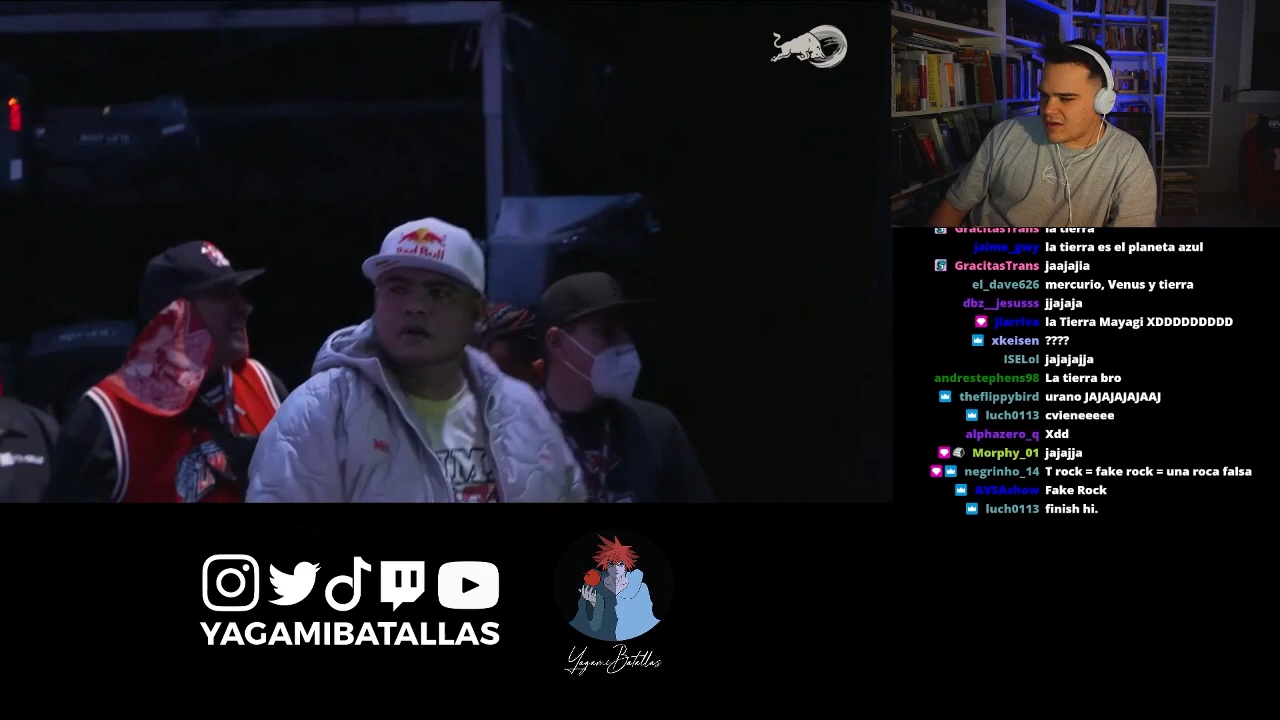 Red Bull
GracitasTrans la tierra
jaime_gwy la tierra es el planeta azul
GracitasTrans jaajajia
el_dave626 mercurio, Venus y tierra
dbz__jesusss jjajaja
jlarriva la Tierra Mayagi XDDDDDDDDD
xkeisen ????
ISELol jajajajja
andrestephens98 La tierra bro
theflippybird urano JAJAJAJAJAAJ
luch0113 cvieneeeee
alphazero_q Xdd
Morphy_01 jajajja
negrinho_14 T rock = fake rock = una roca falsa
AVSAshow Fake Rock
luch0113 finish hi.
YAGAMIBATALLAS
YagamiBatallas